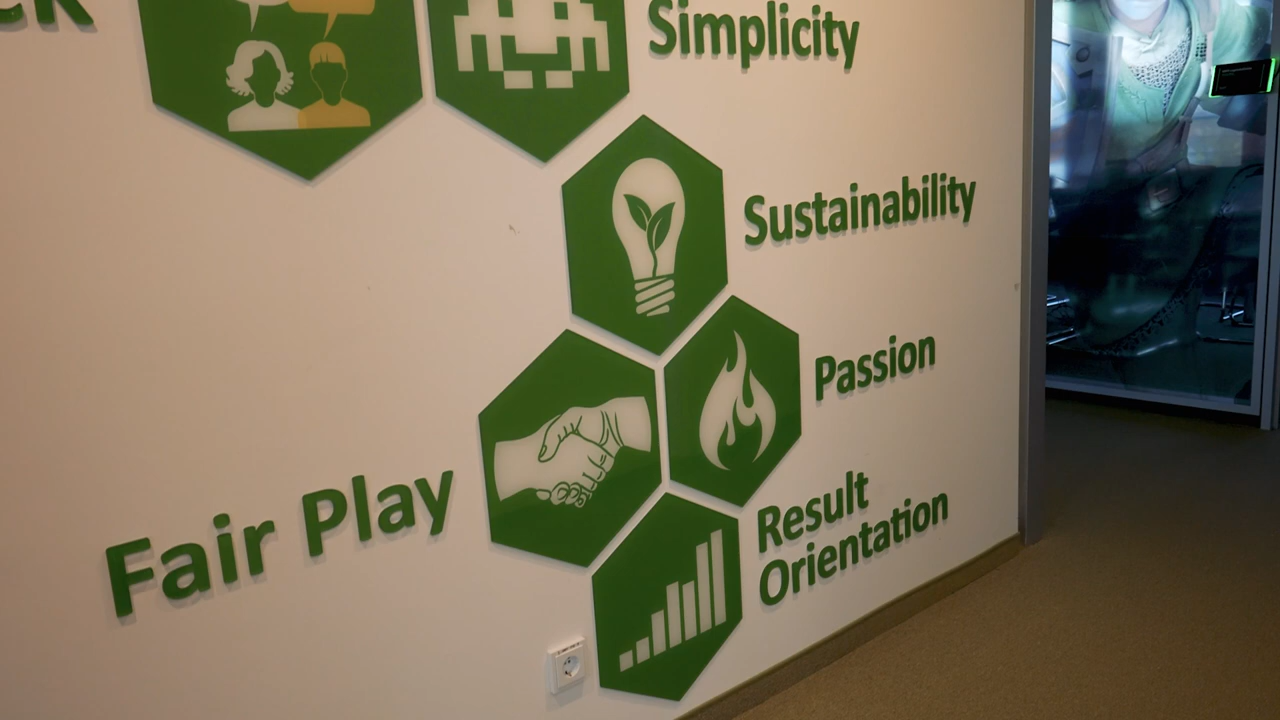 Simplicity
Sustainability
Passion
Fair Play
Result
Orientation